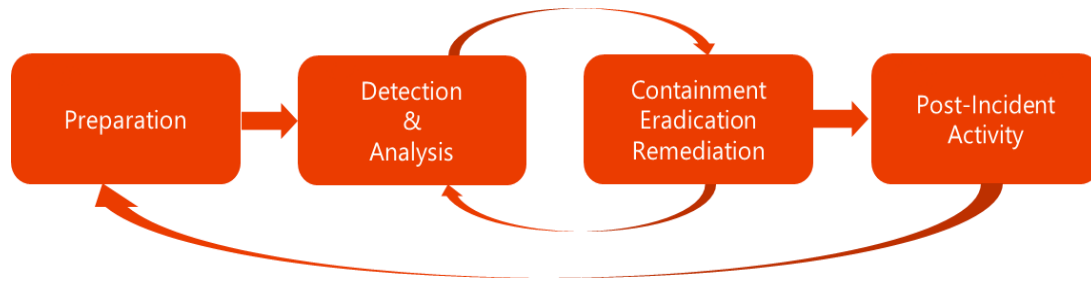 Preparation
Detection
&
Analysis
Containment
Eradication
Remediation
Post-Incident
Activity